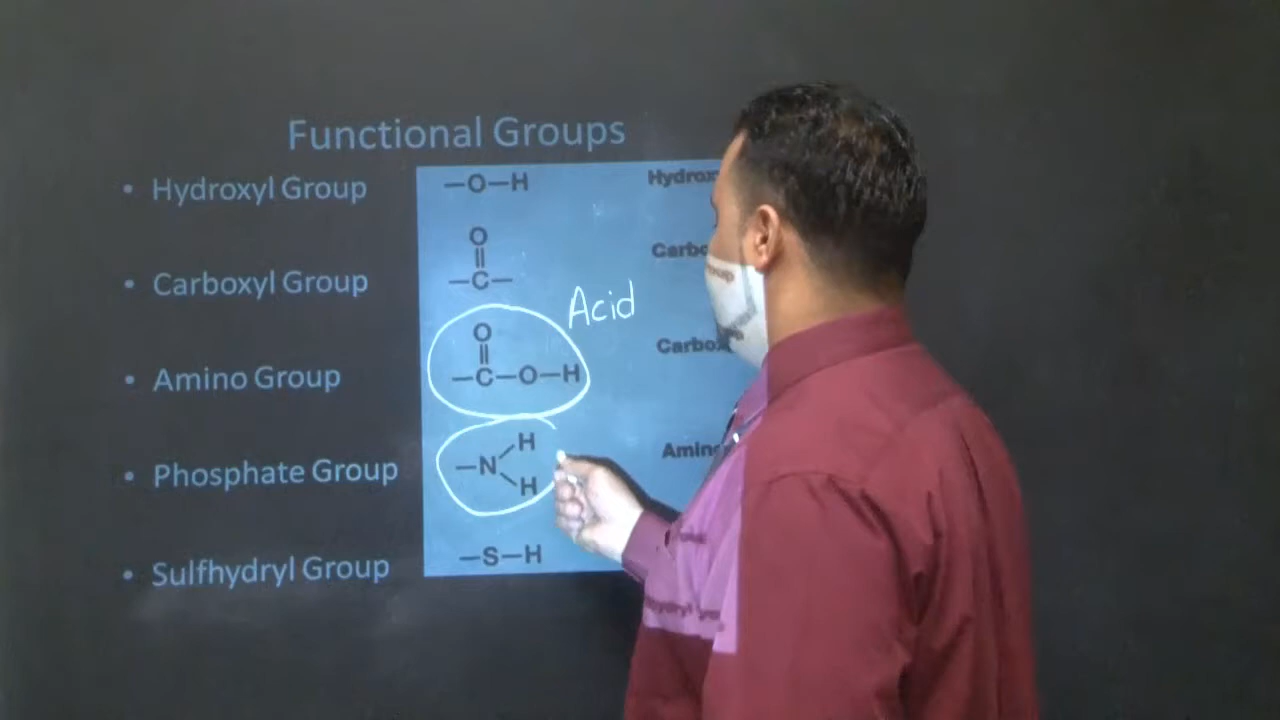 Functional Groups
• Hydroxyl Group
• Carboxyl Group
• Amino Group
• Phosphate Group
• Sulfhydryl Group
—O—H
O
—C—
Acid
O
—C—O—H
H
—N
H
—S—H